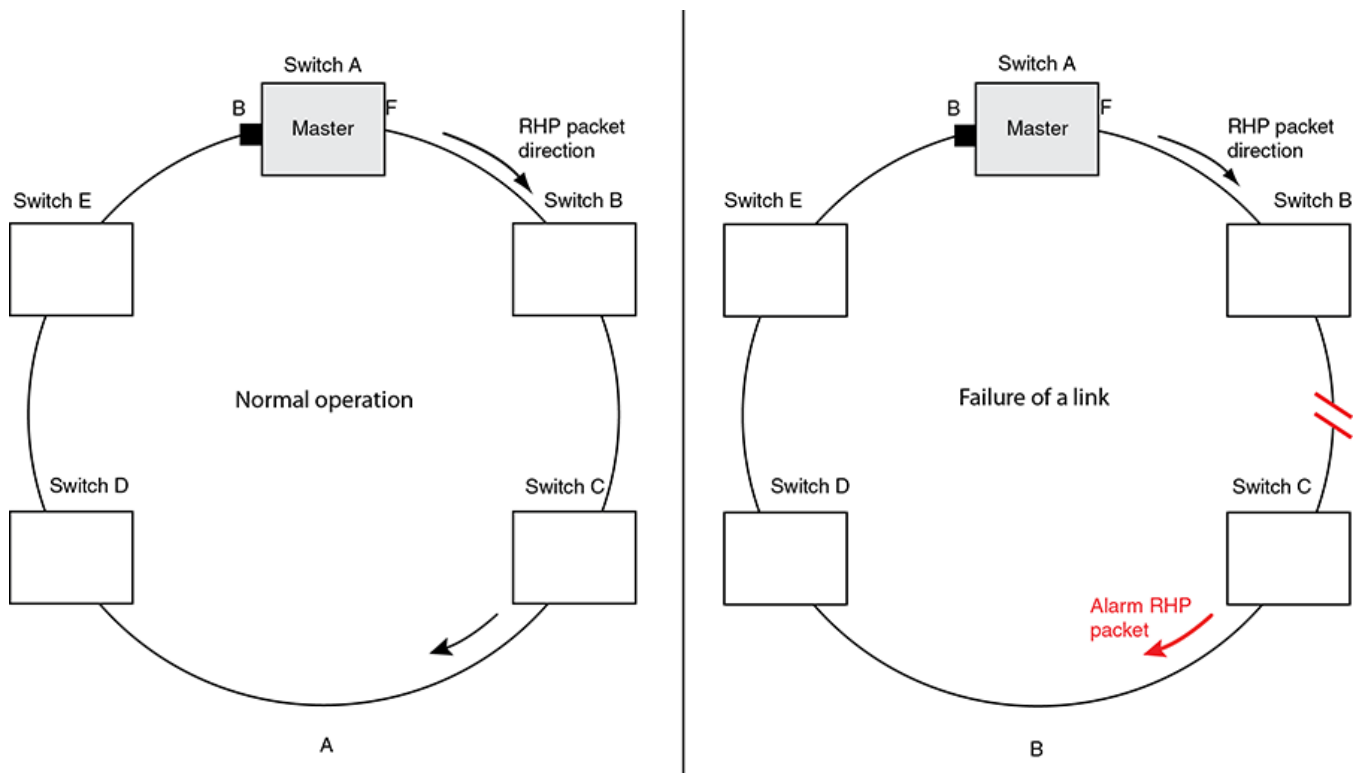 Switch A
B
F
Master
RHP packet
direction
Switch E
Switch B
Normal operation
Switch D
Switch C
A
Switch A
B
F
Master
RHP packet
direction
Switch E
Switch B
Failure of a link
Switch D
Switch C
Alarm RHP
packet
B